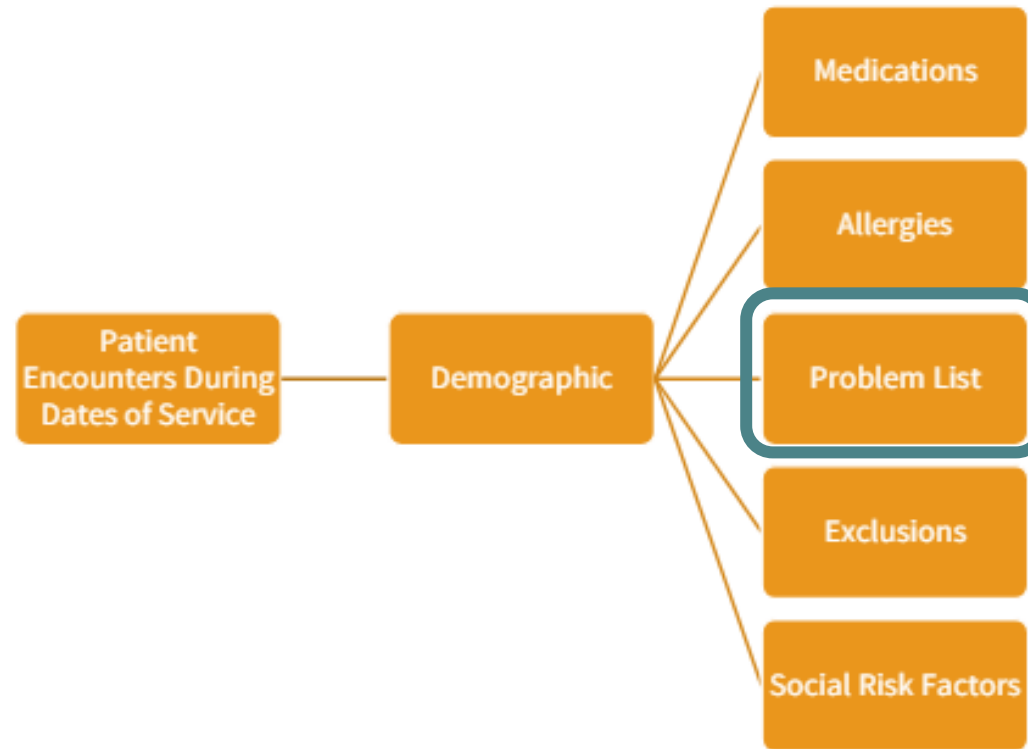 Patient
Encounters During
Dates of Service
Demographic
Medications
Allergies
Problem List
Exclusions
Social Risk Factors